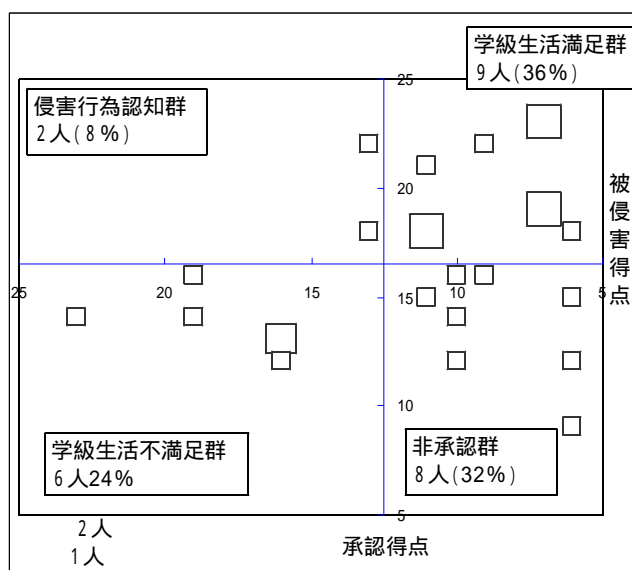 学級生活満足群
9人(36%)
侵害行為認知群
2人(8%)
25
20
被侵害得点
25
20
15
10
5
15
10
学級生活不満足群
6人24%
非承認群
8人(32%)
5
2人
1人
承認得点